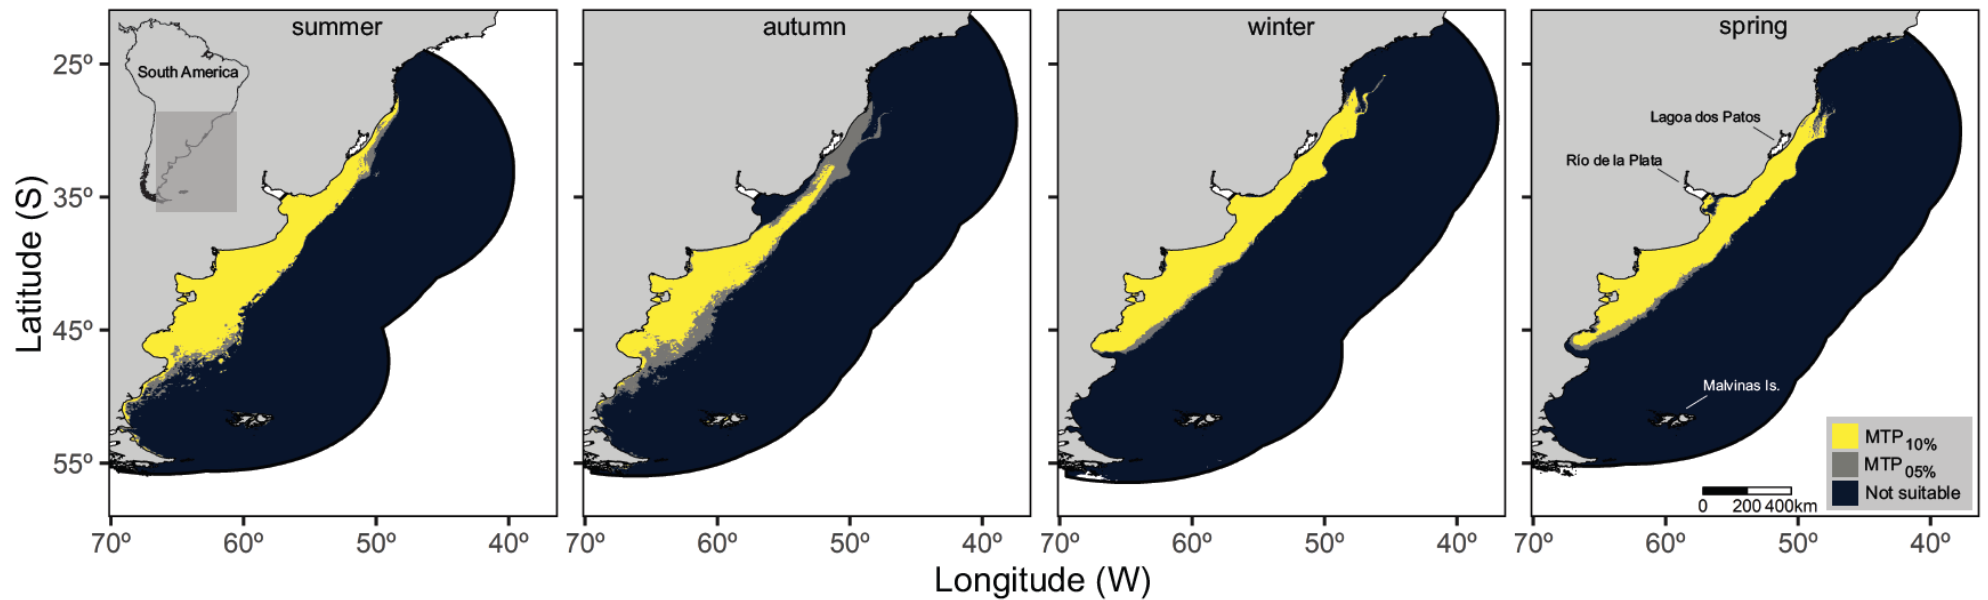 summer
autumn
winter
spring
South America
Lagoa dos Patos
Río de la Plata
Malvinas Is.
25º
35º
45º
55º
Latitude (S)
MTP10%
MTP05%
Not suitable
0 200 400km
70º 60º 50º 40º
70º 60º 50º 40º
70º 60º 50º 40º
70º 60º 50º 40º
Longitude (W)